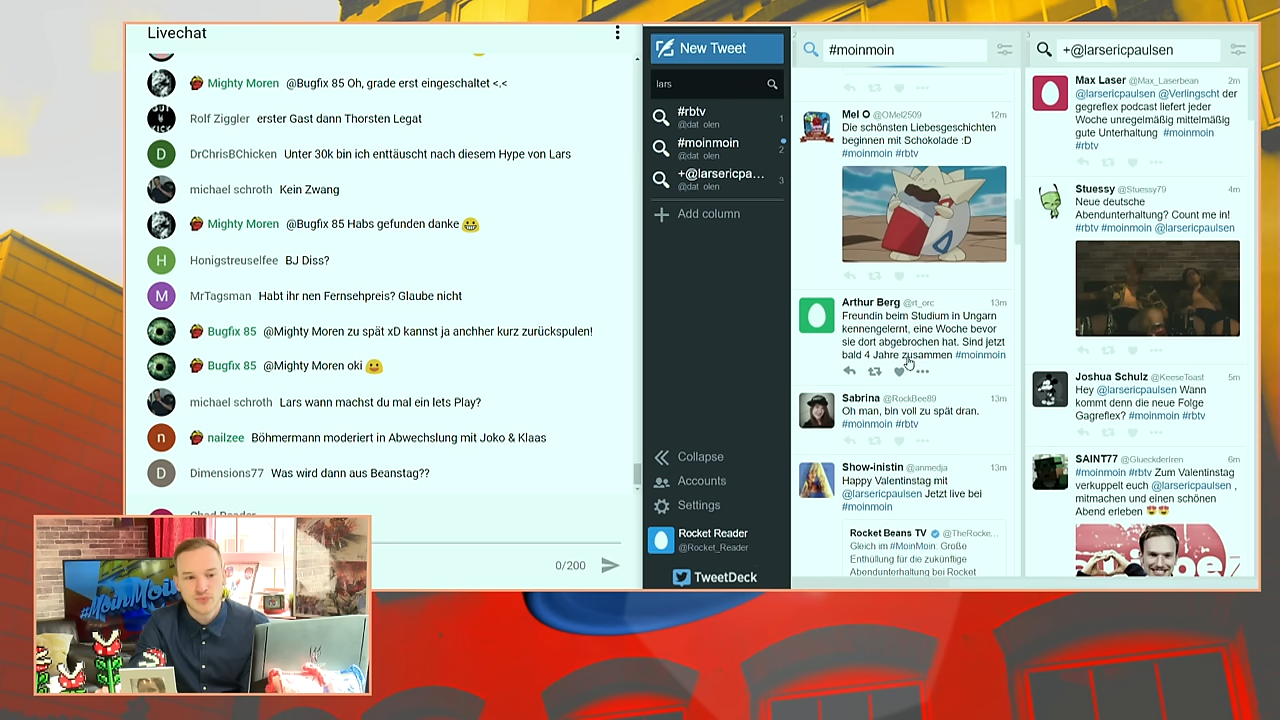 Livechat
Mighty Moren @Bugfix 85 Oh, grade erst eingeschaltet <.<
Rolf Ziggler erster Gast dann Thorsten Legat
D DrChrisBChicken Unter 30k bin ich enttäuscht nach diesem Hype von Lars
michael schroth Kein Zwang
Mighty Moren @Bugfix 85 Habs gefunden danke 😀
H Honigstreuselfee BJ Diss?
M MrTagsman Habt ihr nen Fernsehpreis? Glaube nicht
Bugfix 85 @Mighty Moren zu spät xD kannst ja anchher kurz zurückspulen!
Bugfix 85 @Mighty Moren oki 🙂
michael schroth Lars wann machst du mal ein lets Play?
n nailzee Böhmermann moderiert in Abwechslung mit Joko & Klaas
D Dimensions77 Was wird dann aus Beanstag??
0/200
#MoinMoin
New Tweet
lars
#rbtv
@dat_olen 1
#moinmoin
@dat_olen 2
+@larsericpa...
@dat_olen 3
Add column
Collapse
Accounts
Settings
Rocket Reader
@Rocket_Reader
TweetDeck
2
#moinmoin
Mel O @OMel2509 12m
Die schönsten Liebesgeschichten
beginnen mit Schokolade :D
#moinmoin #rbtv
Arthur Berg @rt_orc 13m
Freundin beim Studium in Ungarn
kennengelernt, eine Woche bevor
sie dort abgebrochen hat. Sind jetzt
bald 4 Jahre zusammen #moinmoin
Sabrina @RockBee89 13m
Oh man, bin voll zu spät dran.
#moinmoin #rbtv
Show-inistin @anmedja 13m
Happy Valentinstag mit
@larsericpaulsen Jetzt live bei
#moinmoin
Rocket Beans TV @TheRocke...
Gleich im #MoinMoin: Große
Enthüllung für die zukünftige
Abendunterhaltung bei Rocket
3
+@larsericpaulsen
Max Laser @Max_Laserbean 2m
@larsericpaulsen @Verlingscht der
gegreflex podcast liefert jeder
Woche unregelmäßig mittelmäßig
gute Unterhaltung #moinmoin
#rbtv
Stuessy @Stuessy79 4m
Neue deutsche
Abendunterhaltung? Count me in!
#rbtv #moinmoin @larsericpaulsen
Joshua Schulz @KeeseToast 5m
Hey @larsericpaulsen Wann
kommt denn die neue Folge
Gagreflex? #moinmoin #rbtv
SAINT77 @GlueckderIren 6m
#moinmoin #rbtv Zum Valentinstag
verkuppelt euch @larsericpaulsen ,
mitmachen und einen schönen
Abend erleben 😍😍